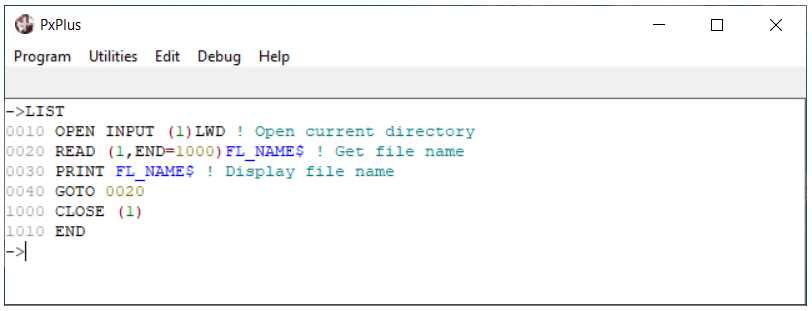 PxPlus
Program Utilities Edit Debug Help
->LIST
0010 OPEN INPUT (1)LWD ! Open current directory
0020 READ (1,END=1000)FL_NAME$ ! Get file name
0030 PRINT FL_NAME$ ! Display file name
0040 GOTO 0020
1000 CLOSE (1)
1010 END
->